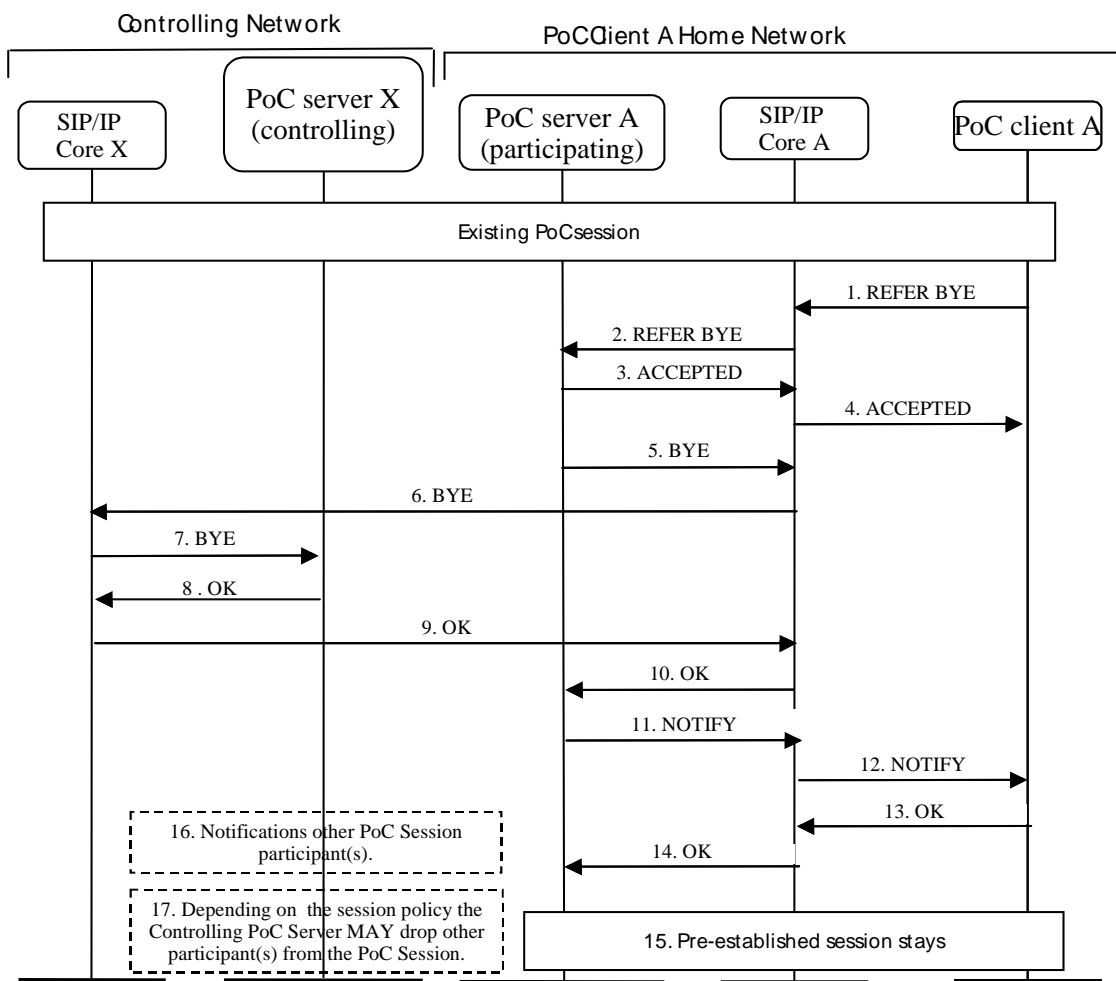 Controlling Network
PoCClient A Home Network
SIP/IP
Core X
PoC server X
(controlling)
PoC server A
(participating)
SIP/IP
Core A
PoC client A
Existing PoCsession
1. REFER BYE
2. REFER BYE
3. ACCEPTED
4. ACCEPTED
5. BYE
6. BYE
7. BYE
8 . OK
9. OK
10. OK
11. NOTIFY
12. NOTIFY
13. OK
14. OK
16. Notifications other PoC Session
participant(s).
17. Depending on the session policy the
Controlling PoC Server MAY drop other
participant(s) from the PoC Session.
15. Pre-established session stays